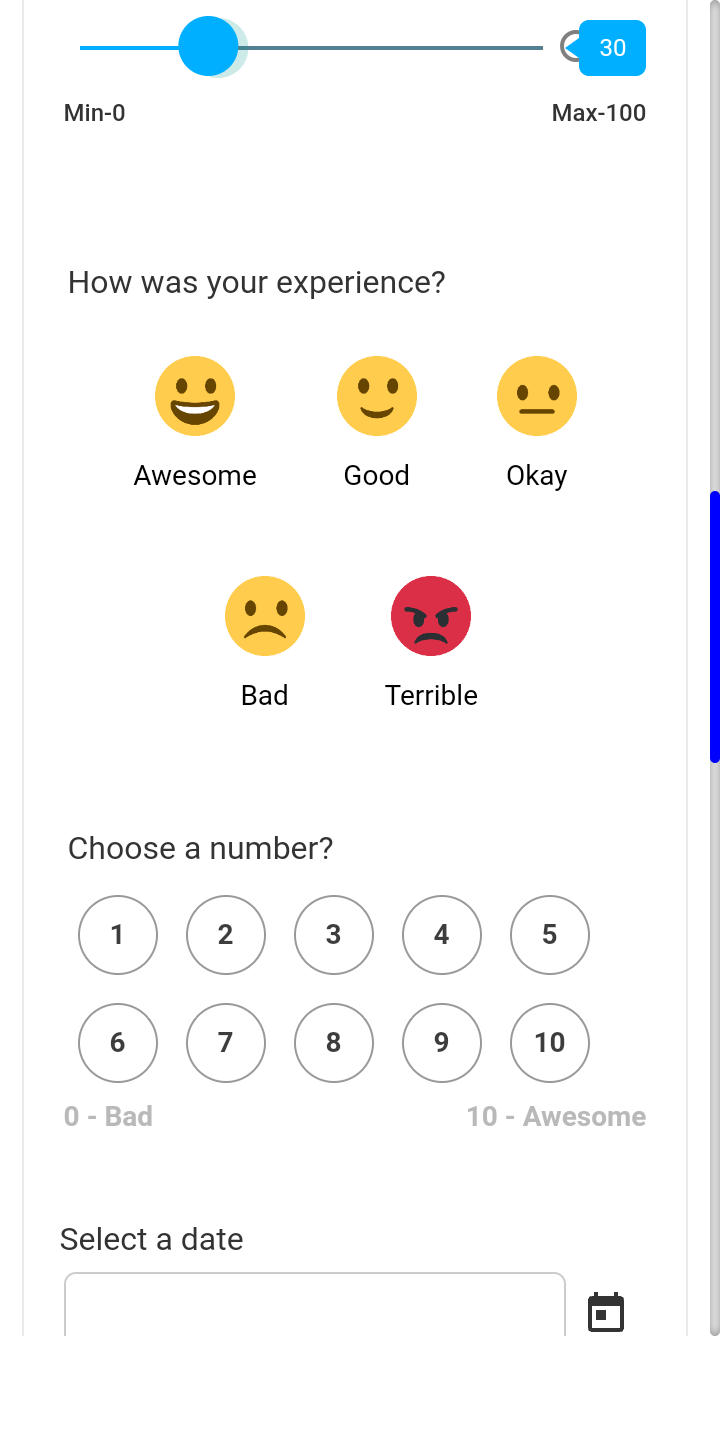 30
Min-0 Max-100
How was your experience?
Awesome Good Okay
Bad Terrible
Choose a number?
1 2 3 4 5
6 7 8 9 10
0 - Bad 10 - Awesome
Select a date